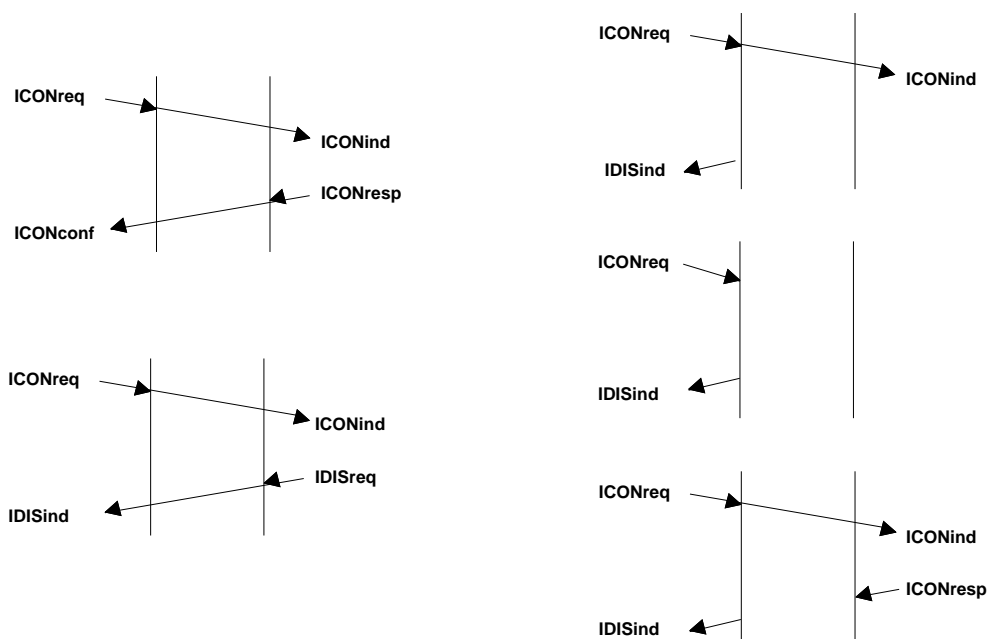 ICONreq
ICONind
ICONresp
ICONconf
ICONreq
ICONind
IDISreq
IDISind
ICONreq
ICONind
IDISind
ICONreq
IDISind
ICONreq
ICONind
ICONresp
IDISind